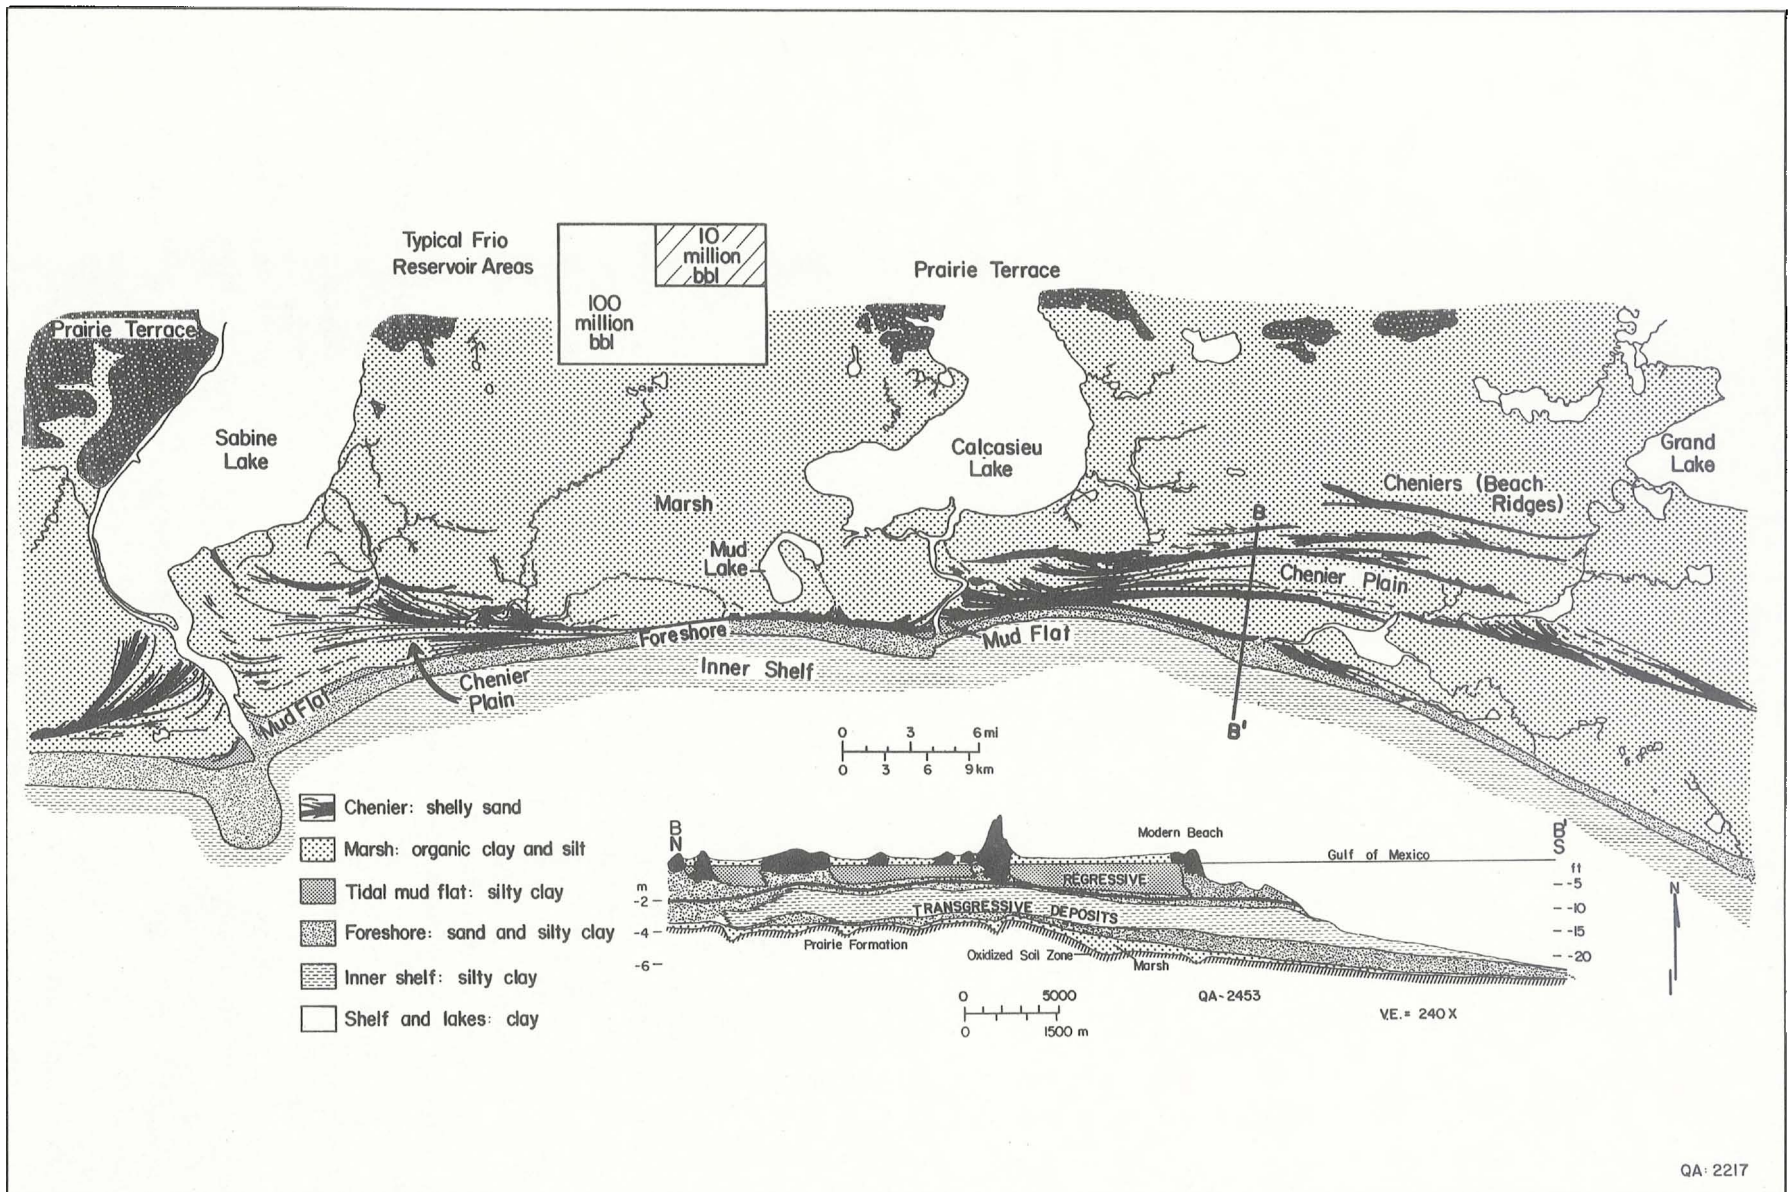 Typical Frio
Reservoir Areas
10
million
bbl
100
million
bbl
Prairie Terrace
Prairie Terrace
Sabine
Lake
Calcasieu
Lake
Grand
Lake
Marsh
Cheniers (Beach
Ridges)
B
Mud
Lake
Chenier Plain
Foreshore
Mud Flat
Inner Shelf
Chenier
Plain
Mud Flat
B'
0 3 6 mi
0 3 6 9 km
Chenier: shelly sand
Marsh: organic clay and silt
Tidal mud flat: silty clay
Foreshore: sand and silty clay
Inner shelf: silty clay
Shelf and lakes: clay
B
N
B'
S
Modern Beach
Gulf of Mexico
ft
-5
-10
-15
-20
m
-2
-4
-6
REGRESSIVE
TRANSGRESSIVE DEPOSITS
Prairie Formation
Oxidized Soil Zone
Marsh
N
0 5000
0 1500 m
QA-2453
V.E. = 240 X
QA: 2217